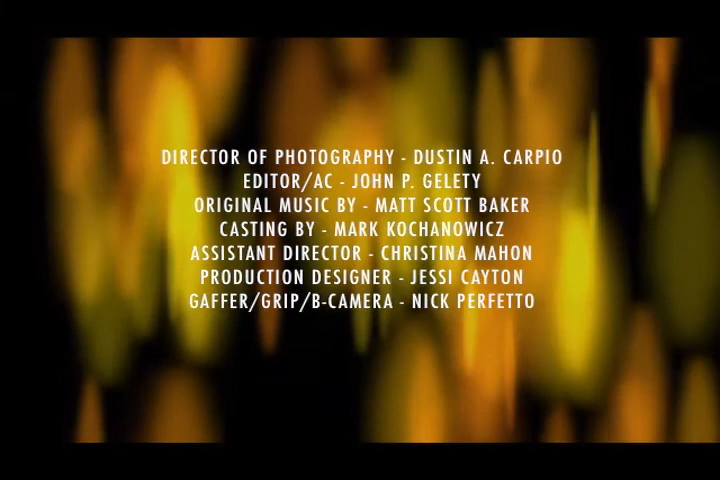 DIRECTOR OF PHOTOGRAPHY - DUSTIN A. CARPIO
EDITOR/AC - JOHN P. GELETY
ORIGINAL MUSIC BY - MATT SCOTT BAKER
CASTING BY - MARK KOCHANOWICZ
ASSISTANT DIRECTOR - CHRISTINA MAHON
PRODUCTION DESIGNER - JESSI CAYTON
GAFFER/GRIP/B-CAMERA - NICK PERFETTO